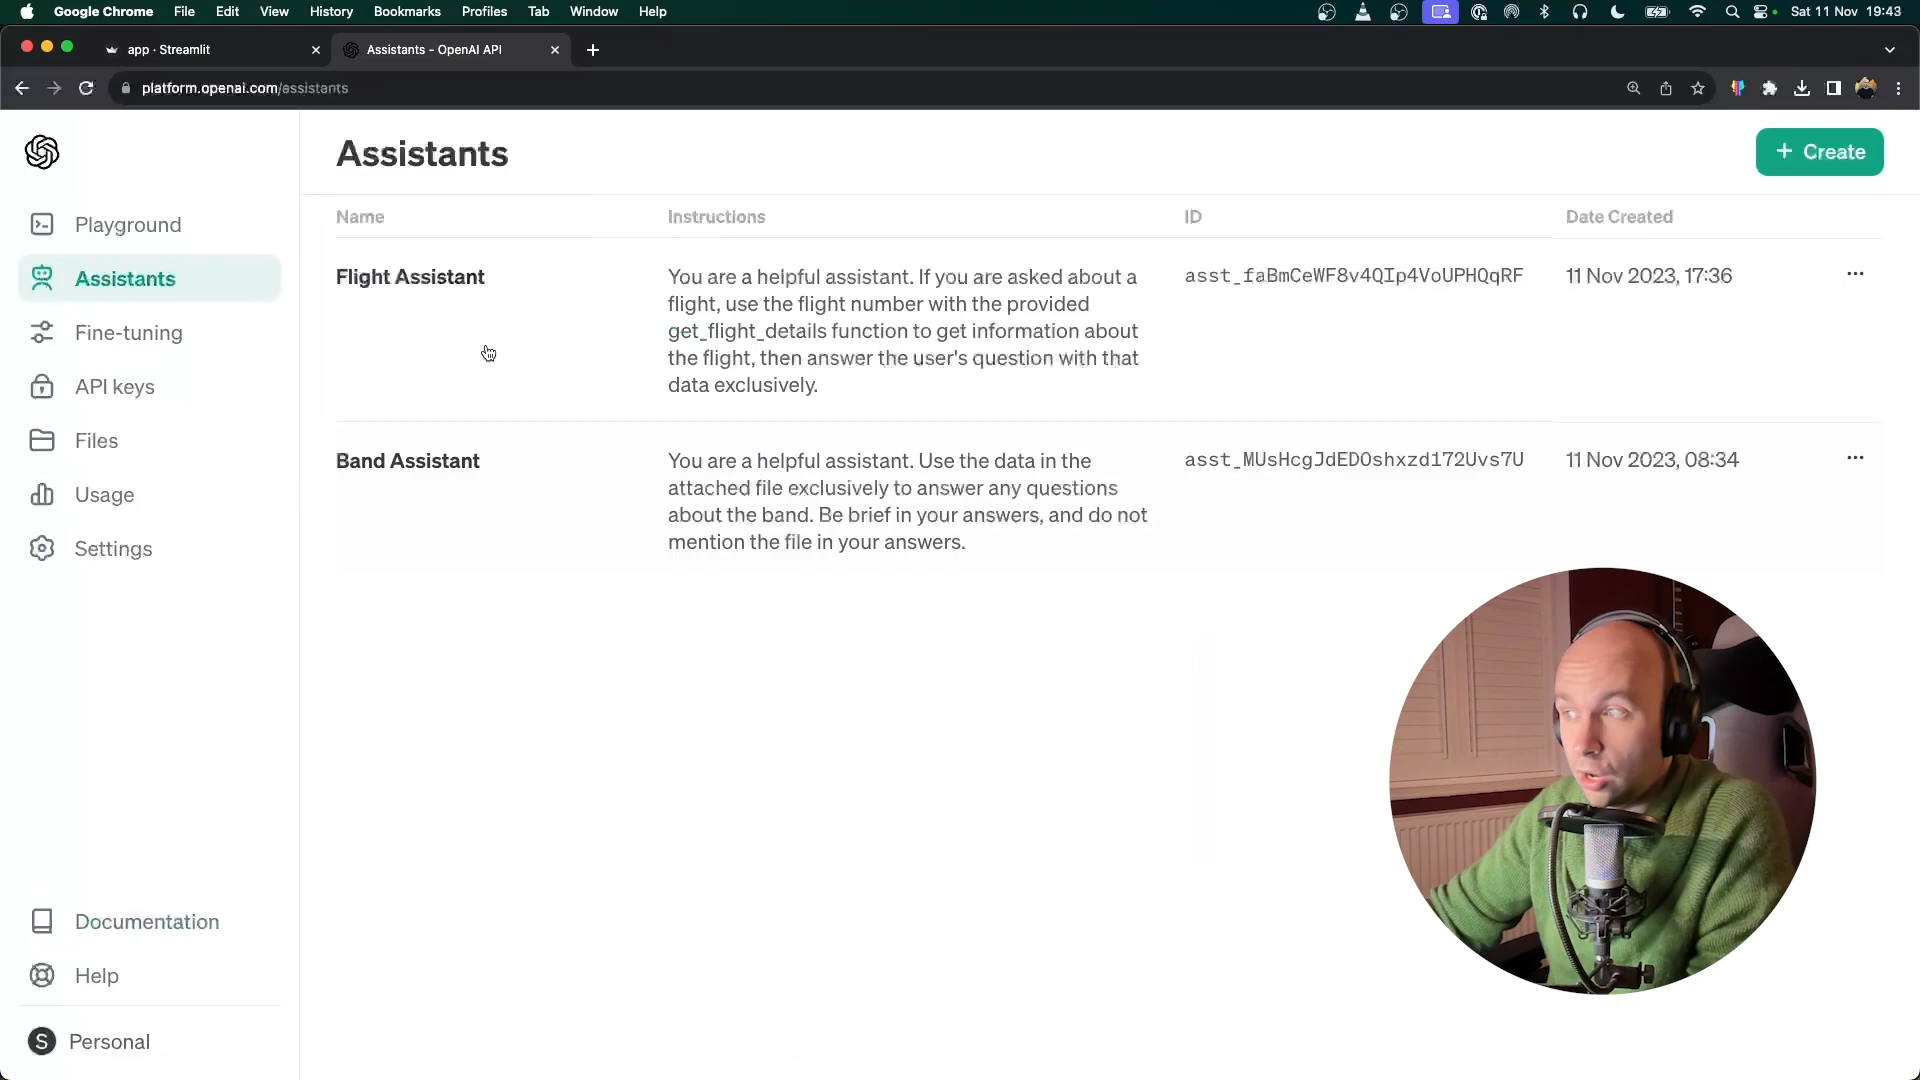 Google Chrome File Edit View History Bookmarks Profiles Tab Window Help Sat 11 Nov 19:43
app · Streamlit
Assistants - OpenAI API
platform.openai.com/assistants
Assistants
+ Create
Playground
Assistants
Fine-tuning
API keys
Files
Usage
Settings
Documentation
Help
S Personal
Name Instructions ID Date Created
Flight Assistant
You are a helpful assistant. If you are asked about a
flight, use the flight number with the provided
get_flight_details function to get information about
the flight, then answer the user's question with that
data exclusively.
asst_faBmCeWF8v4QIp4VoUPHQqRF
11 Nov 2023, 17:36
Band Assistant
You are a helpful assistant. Use the data in the
attached file exclusively to answer any questions
about the band. Be brief in your answers, and do not
mention the file in your answers.
asst_MUsHcgJdEDOshxzd172Uvs7U
11 Nov 2023, 08:34